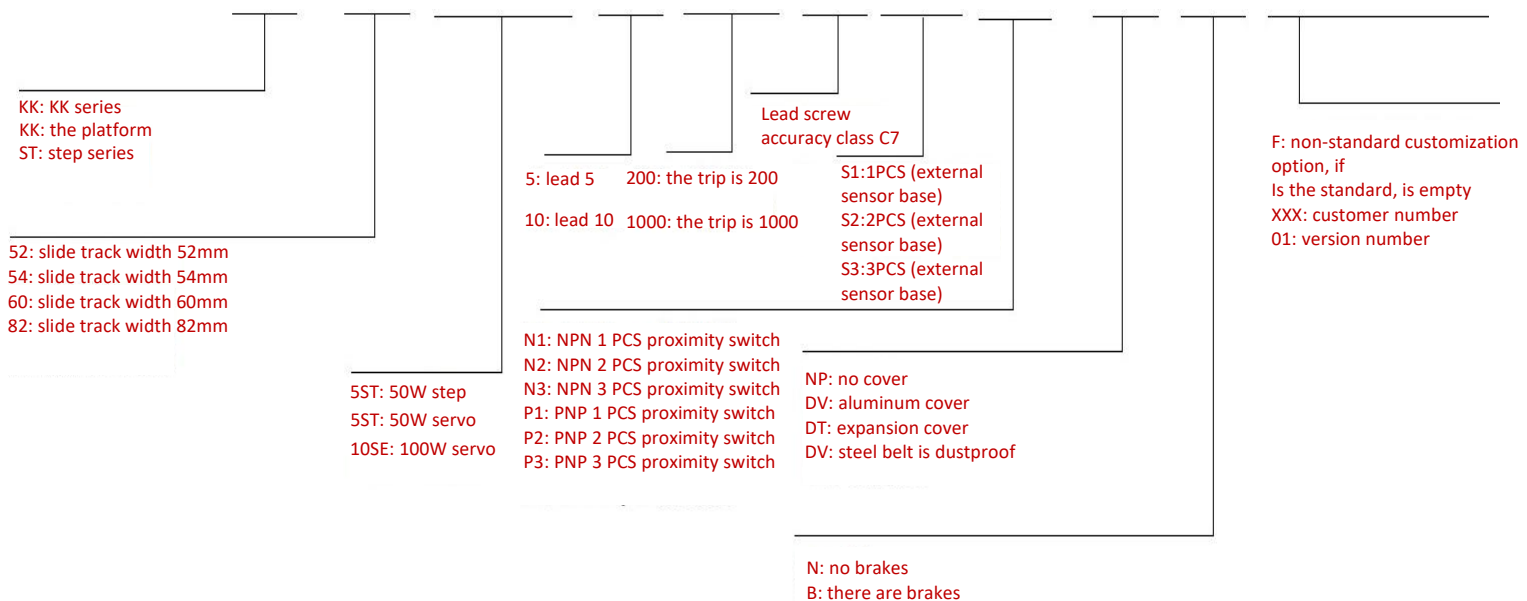 KK: KK series
KK: the platform
ST: step series
52: slide track width 52mm
54: slide track width 54mm
60: slide track width 60mm
82: slide track width 82mm
5ST: 50W step
5ST: 50W servo
10SE: 100W servo
5: lead 5
10: lead 10
200: the trip is 200
1000: the trip is 1000
Lead screw
accuracy class C7
S1:1PCS (external
sensor base)
S2:2PCS (external
sensor base)
S3:3PCS (external
sensor base)
N1: NPN 1 PCS proximity switch
N2: NPN 2 PCS proximity switch
N3: NPN 3 PCS proximity switch
P1: PNP 1 PCS proximity switch
P2: PNP 2 PCS proximity switch
P3: PNP 3 PCS proximity switch
NP: no cover
DV: aluminum cover
DT: expansion cover
DV: steel belt is dustproof
N: no brakes
B: there are brakes
F: non-standard customization
option, if
Is the standard, is empty
XXX: customer number
01: version number